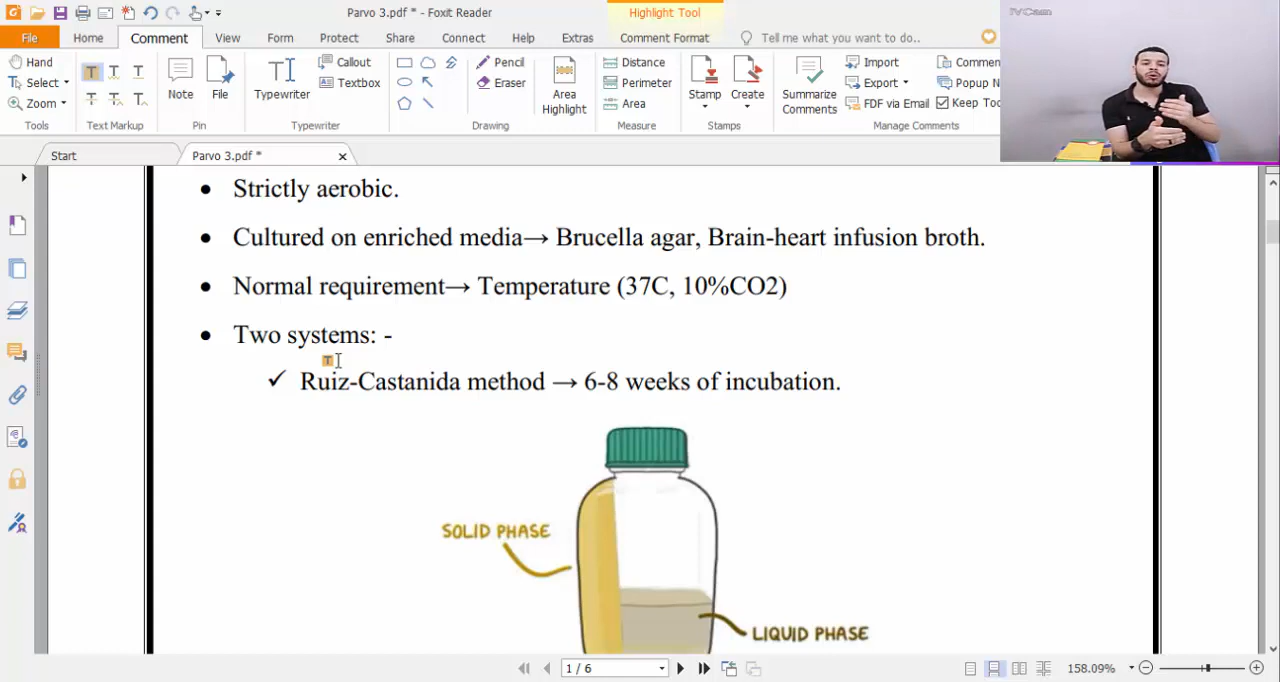 Parvo 3.pdf * - Foxit Reader
Highlight Tool
File Home Comment View Form Protect Share Connect Help Extras Comment Format Tell me what you want to do..
Hand
Select
Zoom
Tools
Text Markup
Note
File
Pin
Typewriter
Callout
Textbox
Typewriter
Pencil
Eraser
Drawing
Area
Highlight
Distance
Perimeter
Area
Measure
Stamp
Create
Stamps
Summarize
Comments
Import
Export
FDF via Email
Commen
Popup N
Keep Too
Manage Comments
iVCam
Start
Parvo 3.pdf *
• Strictly aerobic.
• Cultured on enriched media→ Brucella agar, Brain-heart infusion broth.
• Normal requirement→ Temperature (37C, 10%CO2)
• Two systems: -
✓ Ruiz-Castanida method → 6-8 weeks of incubation.
SOLID PHASE
LIQUID PHASE
1 / 6
158.09%